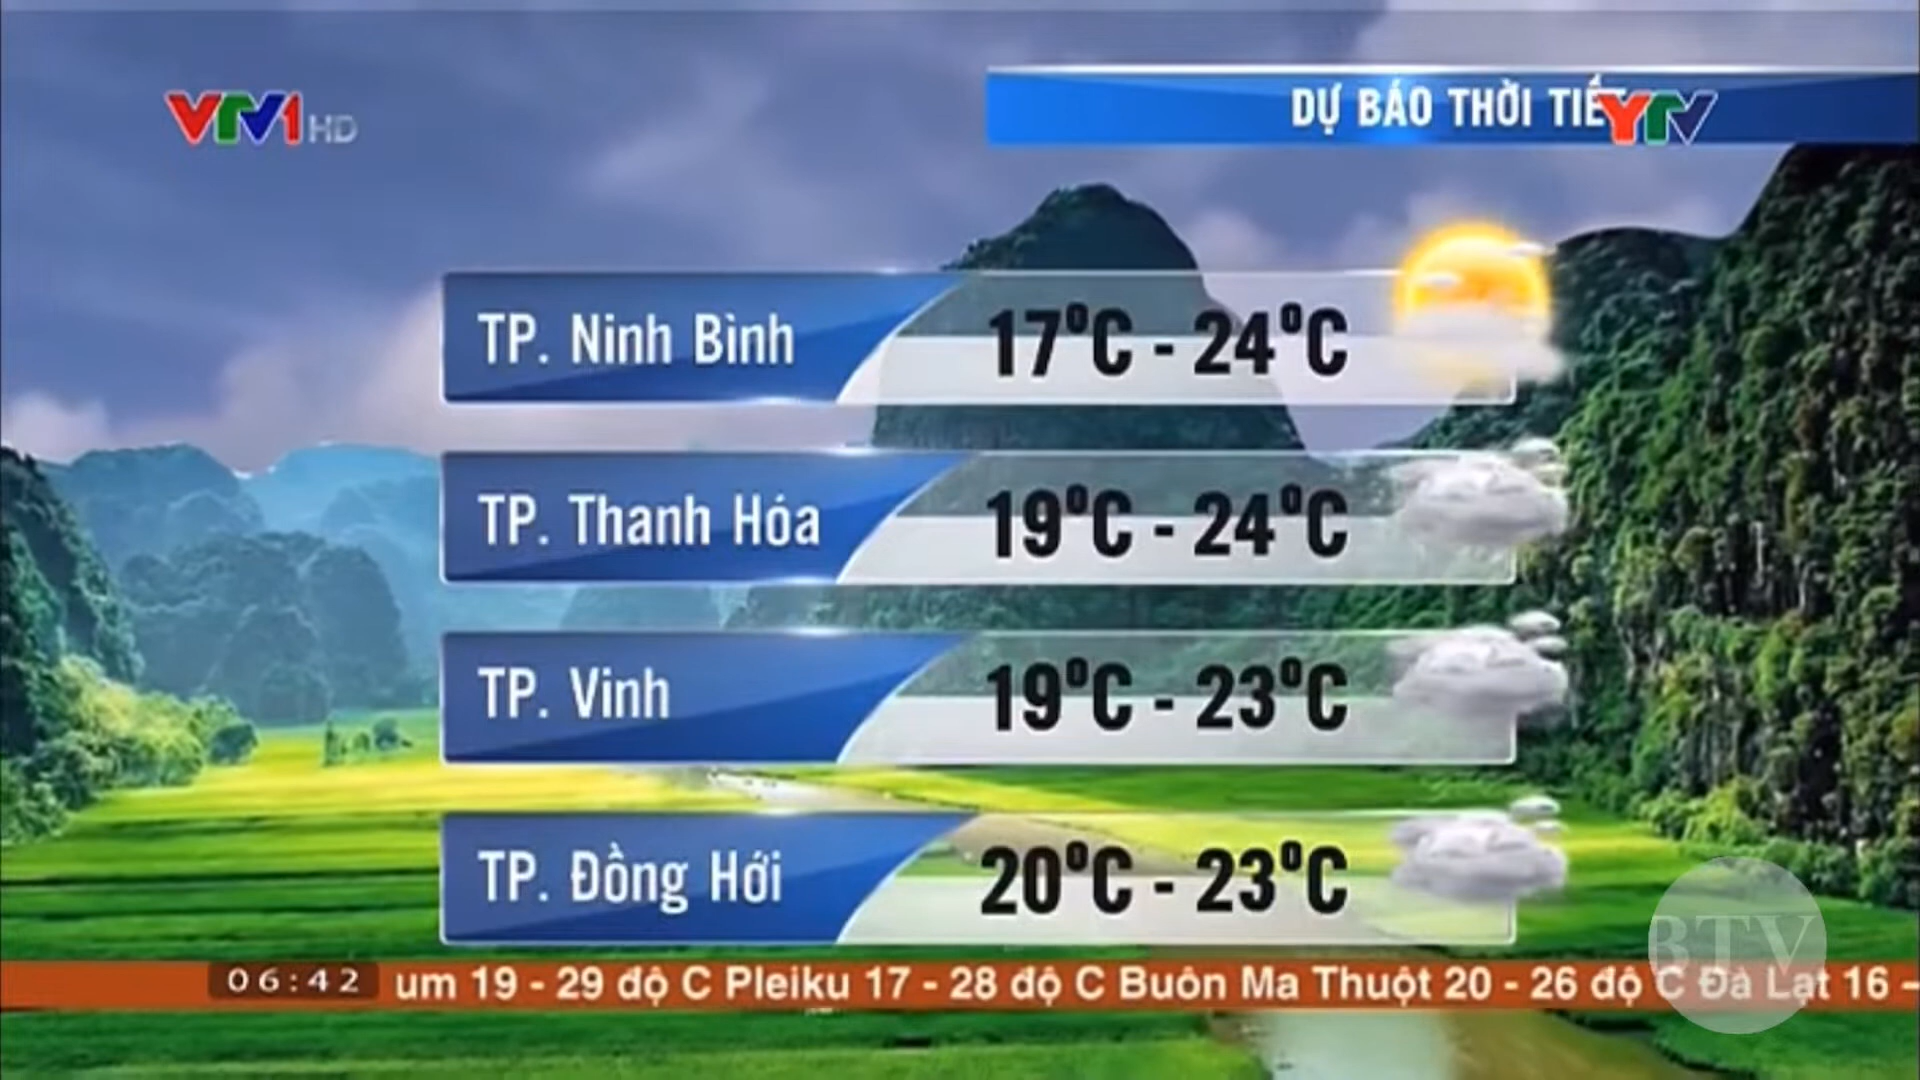 VTV1 HD
DỰ BÁO THỜI TIẾT
YTV
TP. Ninh Bình 17°C - 24°C
TP. Thanh Hóa 19°C - 24°C
TP. Vinh 19°C - 23°C
TP. Đồng Hới 20°C - 23°C
BTV
06:42 um 19 - 29 độ C Pleiku 17 - 28 độ C Buôn Ma Thuột 20 - 26 độ C Đà Lạt 16 -